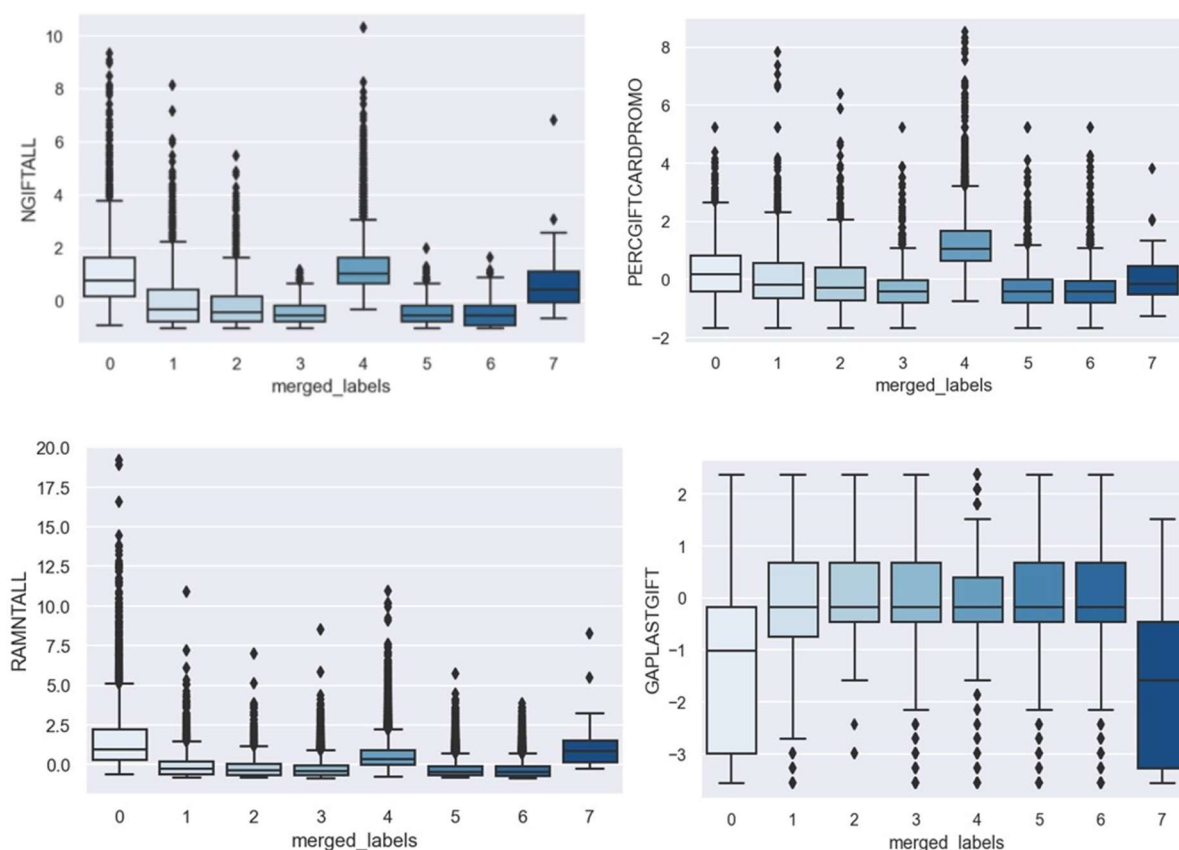 NGIFTALL
10
8
6
4
2
0
0 1 2 3 4 5 6 7
merged_labels
PERCGIFTCARDPROMO
8
6
4
2
0
−2
0 1 2 3 4 5 6 7
merged_labels
RAMNTALL
20.0
17.5
15.0
12.5
10.0
7.5
5.0
2.5
0.0
0 1 2 3 4 5 6 7
merged_labels
GAPLASTGIFT
2
1
0
−1
−2
−3
0 1 2 3 4 5 6 7
merged_labels